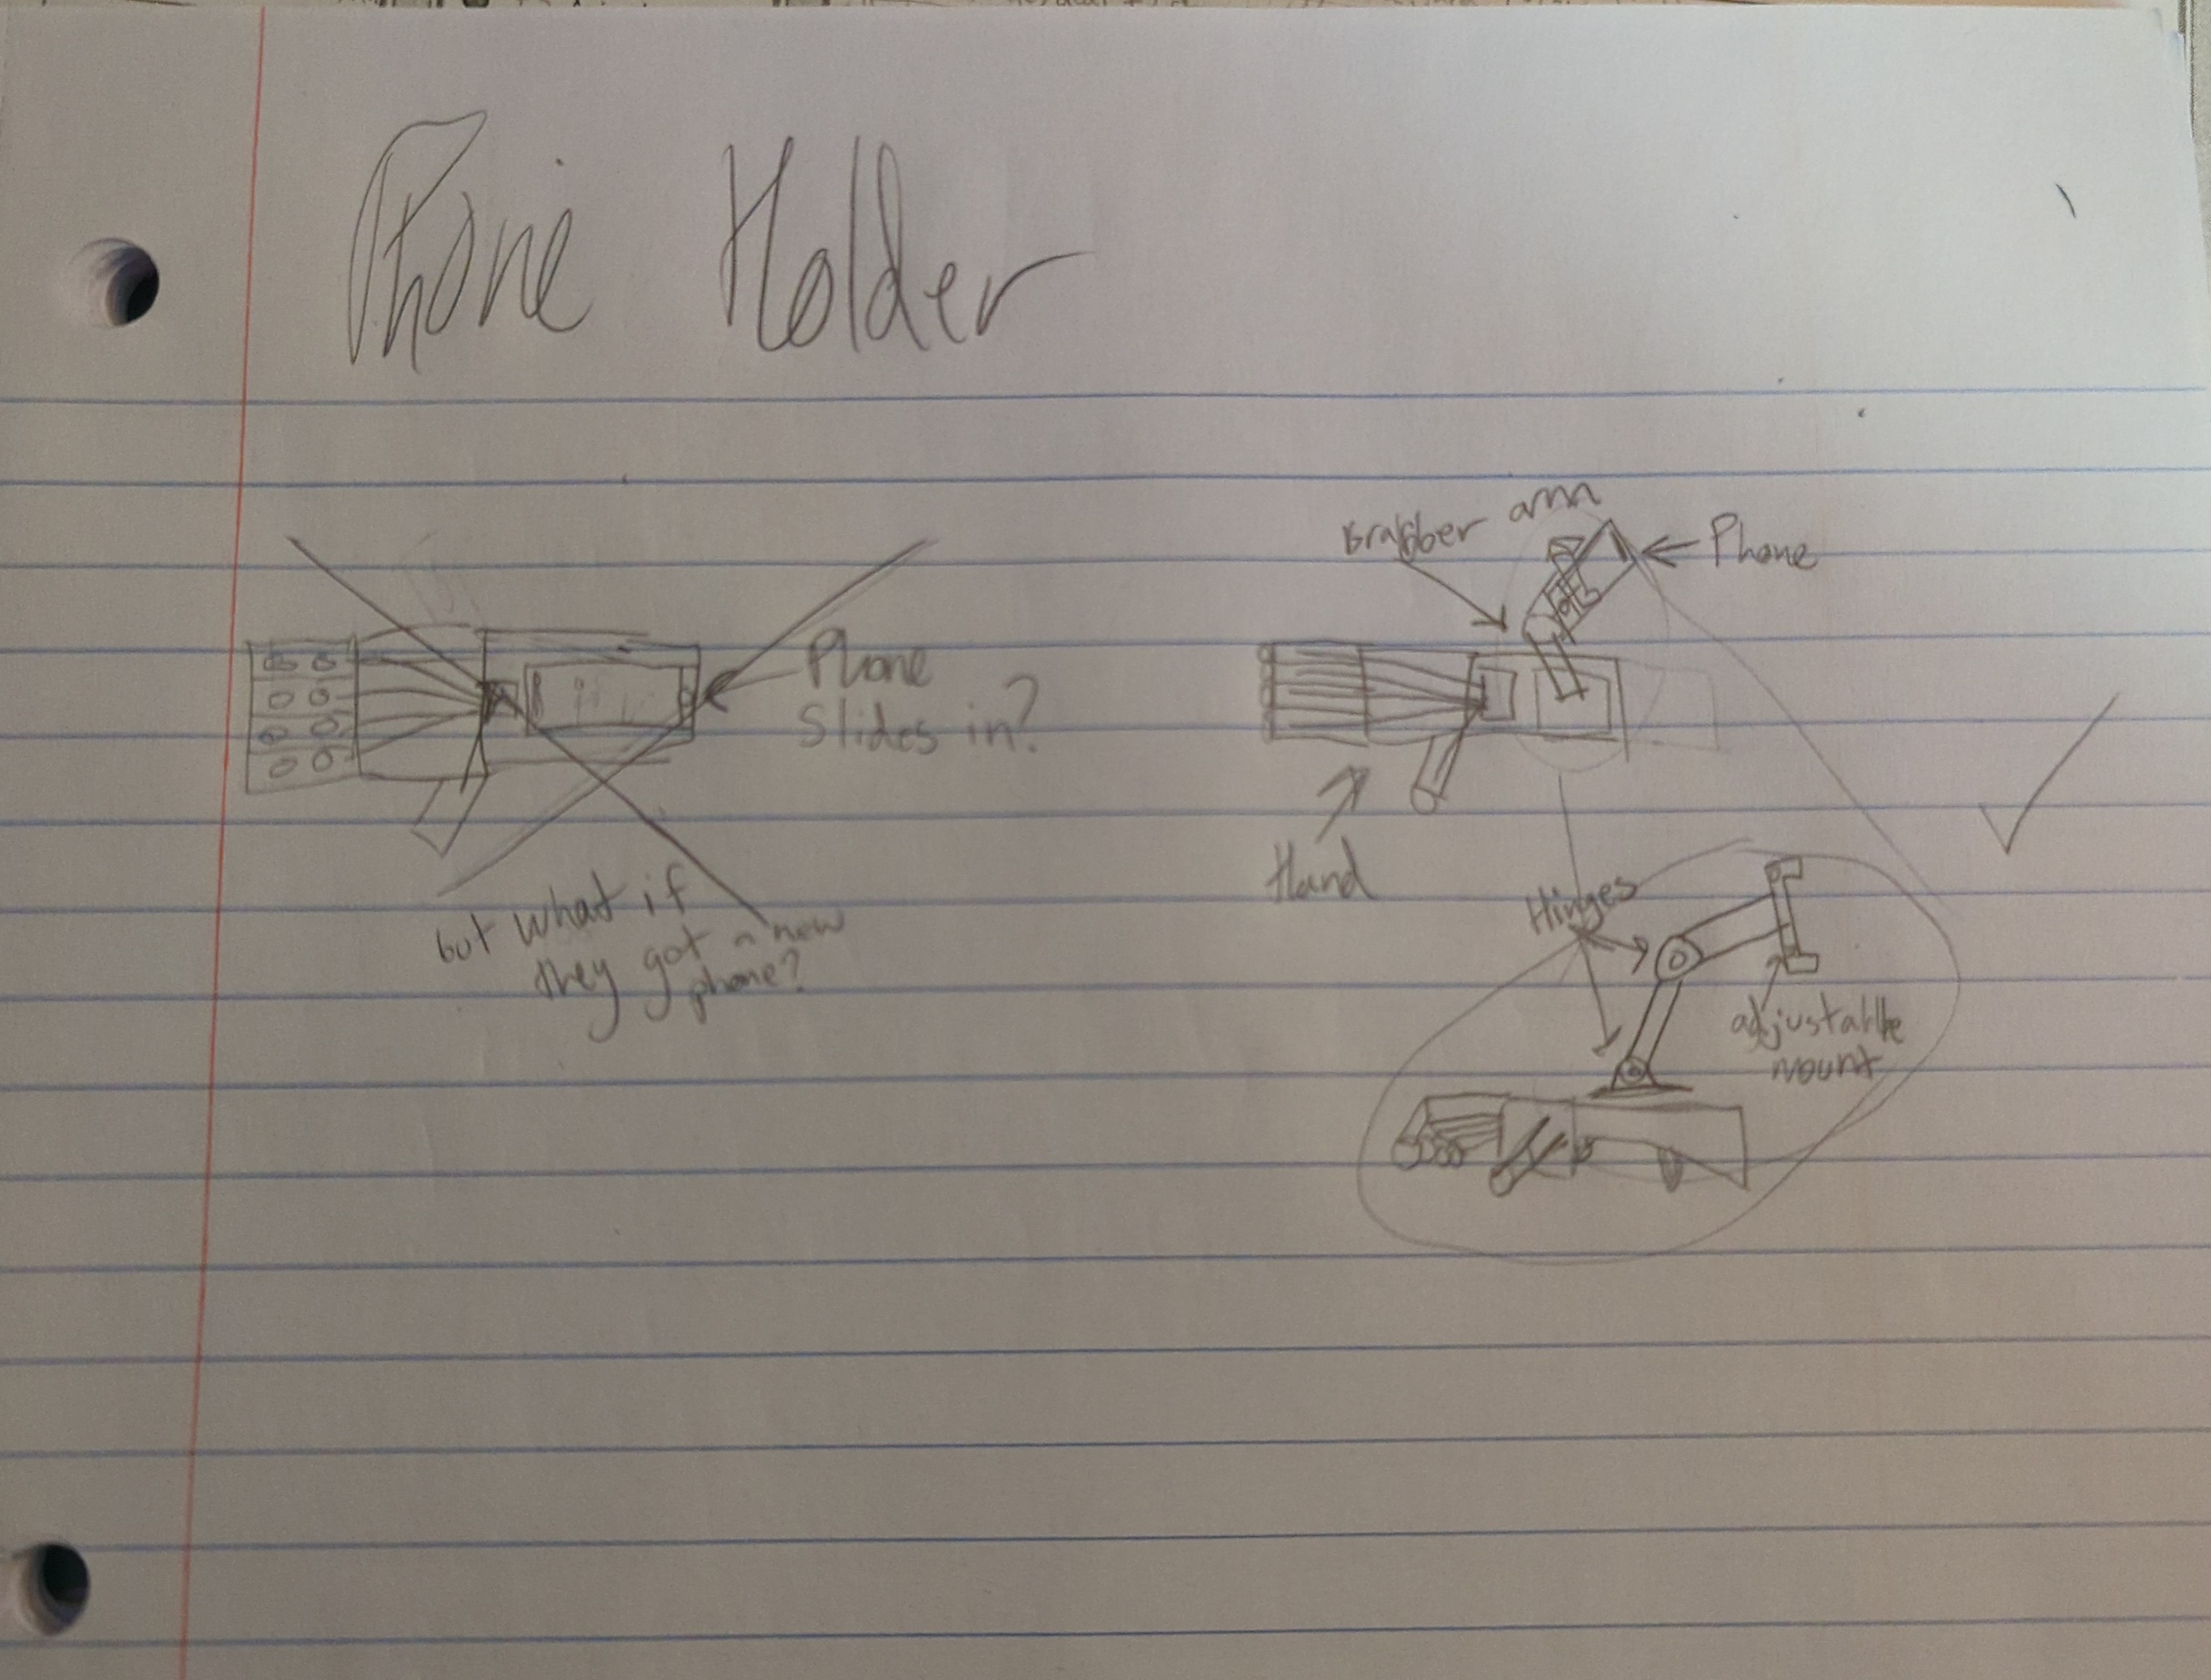 Phone Holder
Phone
Slides in?
but what if
they got a new
phone?
Grabber arm
Phone
Hand
Hinges
adjustable
mount